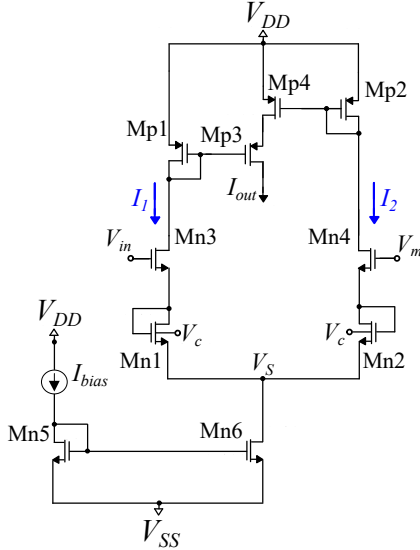 V_DD
Mp4
Mp2
Mp1
Mp3
I_1
I_out
I_2
V_in
Mn3
Mn4
V_m
V_DD
V_c
V_c
Mn1
V_S
Mn2
I_bias
Mn5
Mn6
V_SS